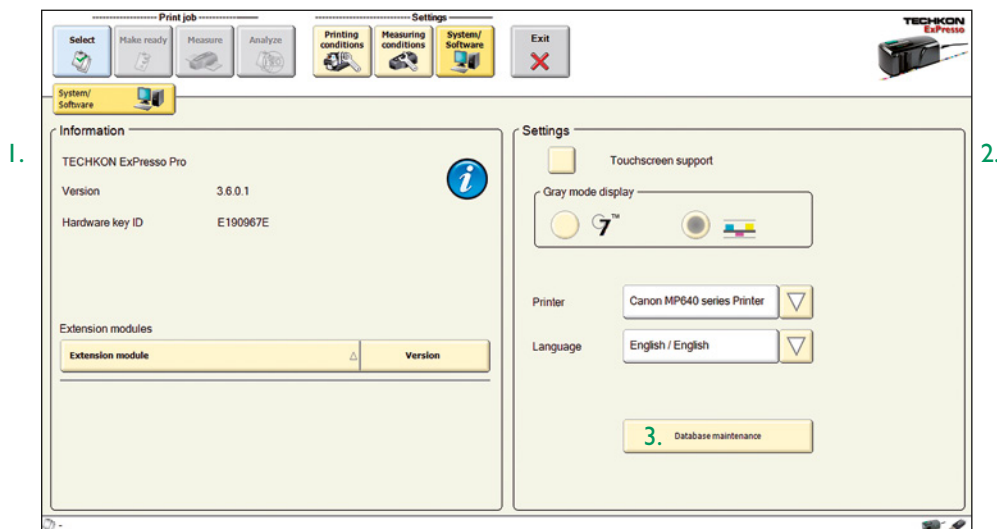 Print job
Settings
TECHKON
ExPresso
Select
Make ready
Measure
Analyze
Printing
conditions
Measuring
conditions
System/
Software
Exit
System/
Software
Information
Settings
1.
2.
TECHKON ExPresso Pro
Touchscreen support
Version 3.6.0.1
Gray mode display
Hardware key ID E190967E
G7™
Printer Canon MP640 series Printer
Extension modules
Language English / English
Extension module Version
3. Database maintenance
-